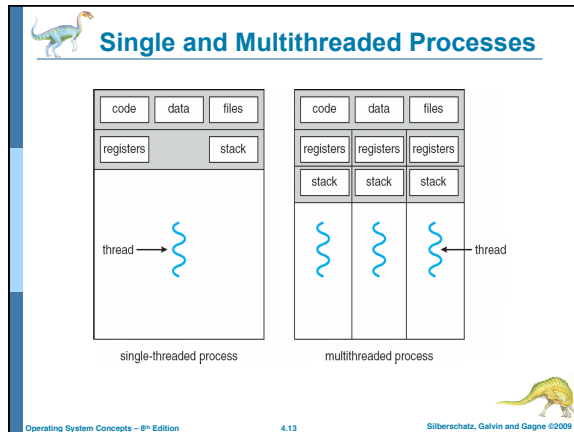 Single and Multithreaded Processes
code data files
registers stack
thread
single-threaded process
code data files
registers registers registers
stack stack stack
thread
multithreaded process
Operating System Concepts – 8th Edition 4.13 Silberschatz, Galvin and Gagne ©2009